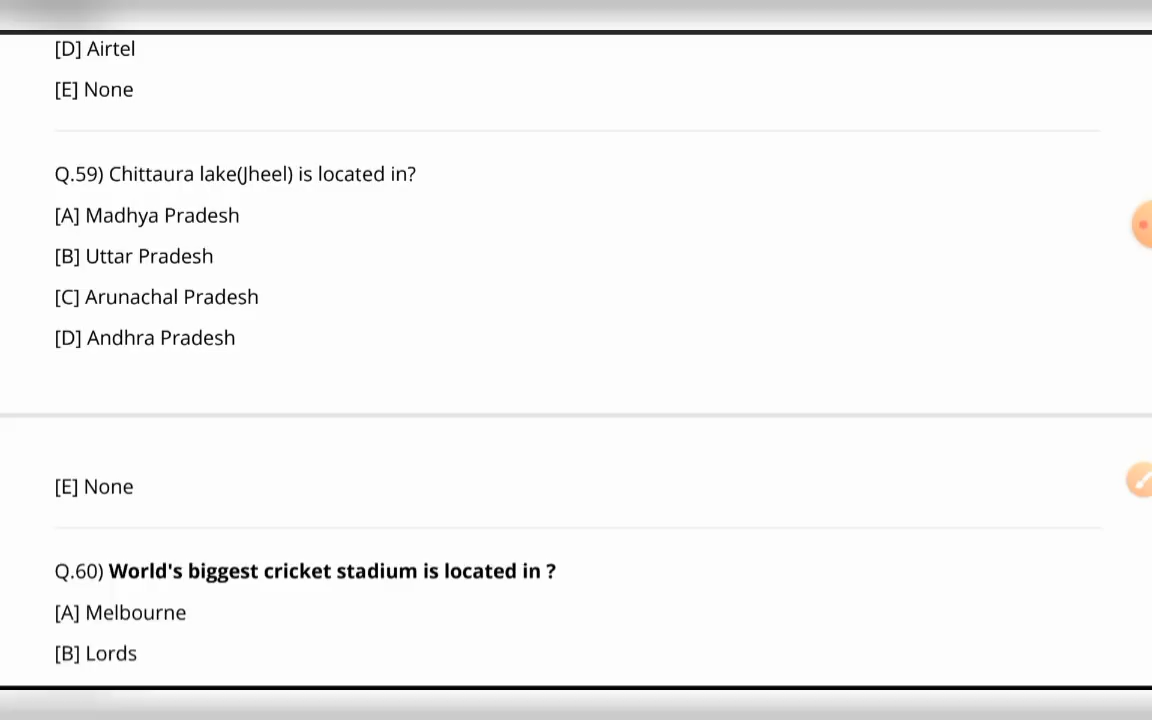 [D] Airtel
[E] None
Q.59) Chittaura lake(Jheel) is located in?
[A] Madhya Pradesh
[B] Uttar Pradesh
[C] Arunachal Pradesh
[D] Andhra Pradesh
[E] None
Q.60) World's biggest cricket stadium is located in ?
[A] Melbourne
[B] Lords